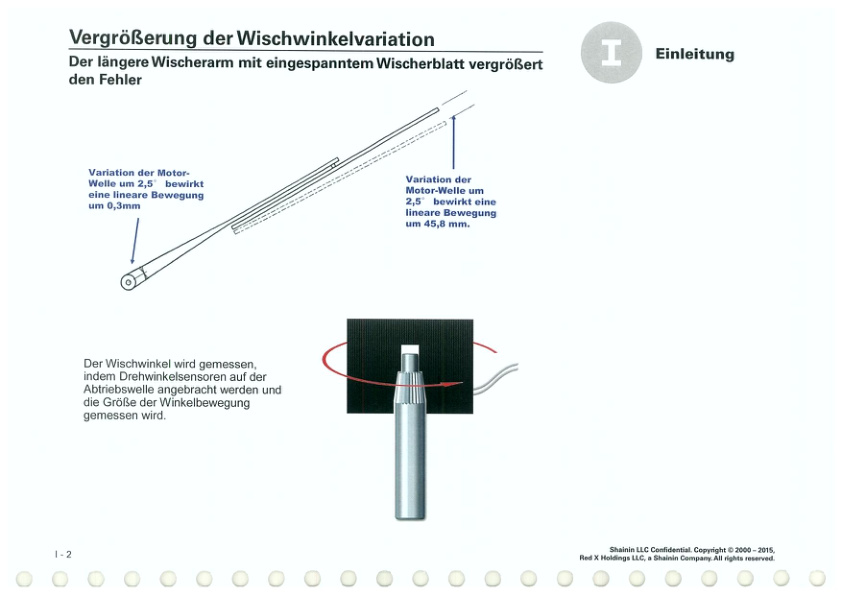 Vergrößerung der Wischwinkelvariation
Der längere Wischerarm mit eingespanntem Wischerblatt vergrößert
den Fehler
I
Einleitung
Variation der Motor-
Welle um 2,5° bewirkt
eine lineare Bewegung
um 0,3mm
Variation der
Motor-Welle um
2,5° bewirkt eine
lineare Bewegung
um 45,8 mm.
Der Wischwinkel wird gemessen,
indem Drehwinkelsensoren auf der
Abtriebswelle angebracht werden und
die Größe der Winkelbewegung
gemessen wird.
I - 2
Shainin LLC Confidential. Copyright © 2000 – 2015,
Red X Holdings LLC, a Shainin Company. All rights reserved.